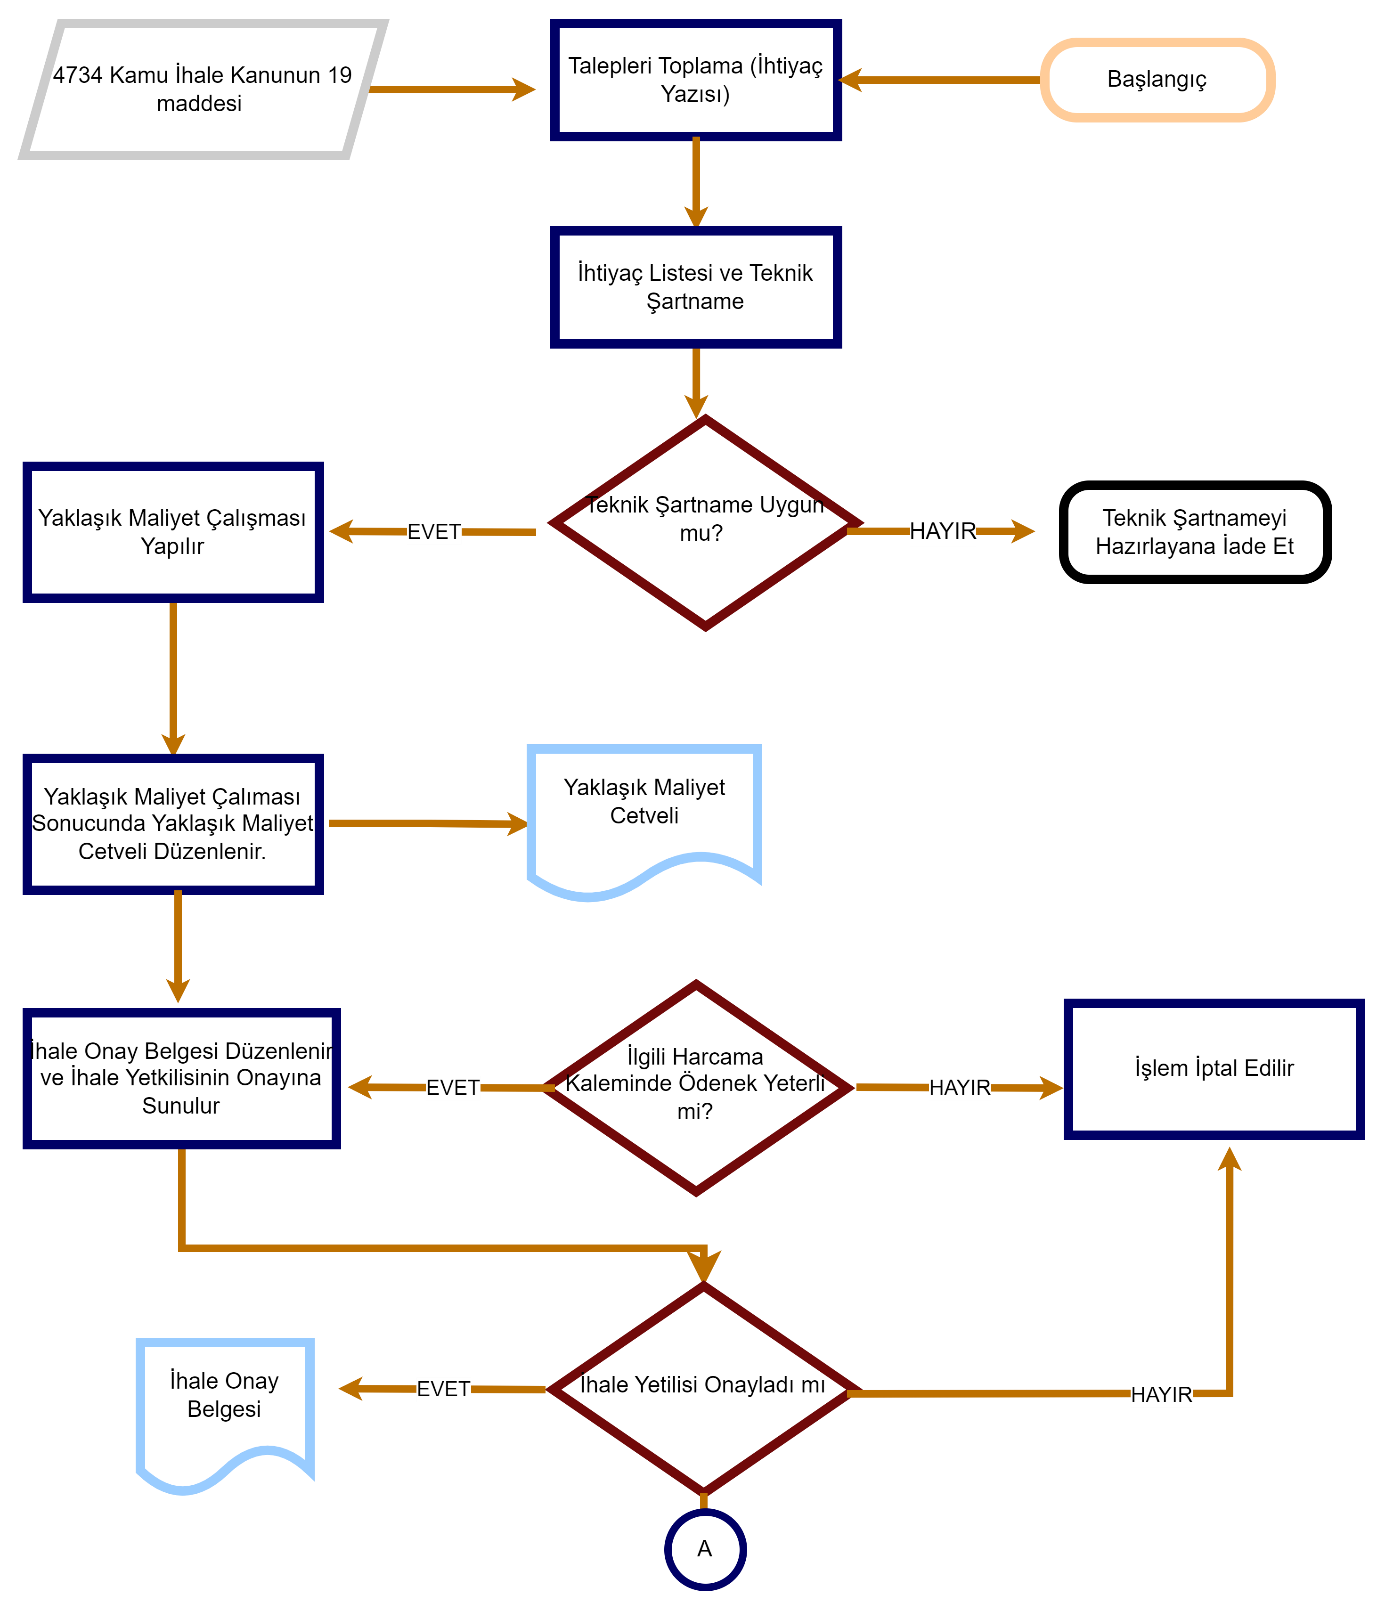 4734 Kamu İhale Kanunun 19
maddesi
Talepleri Toplama (İhtiyaç
Yazısı)
Başlangıç
İhtiyaç Listesi ve Teknik
Şartname
Teknik Şartname Uygun
mu?
EVET
HAYIR
Yaklaşık Maliyet Çalışması
Yapılır
Teknik Şartnameyi
Hazırlayana İade Et
Yaklaşık Maliyet Çalıması
Sonucunda Yaklaşık Maliyet
Cetveli Düzenlenir.
Yaklaşık Maliyet
Cetveli
İhale Onay Belgesi Düzenlenir
ve İhale Yetkilisinin Onayına
Sunulur
EVET
İlgili Harcama
Kaleminde Ödenek Yeterli
mi?
HAYIR
İşlem İptal Edilir
İhale Onay
Belgesi
EVET
İhale Yetilisi Onayladı mı
HAYIR
A